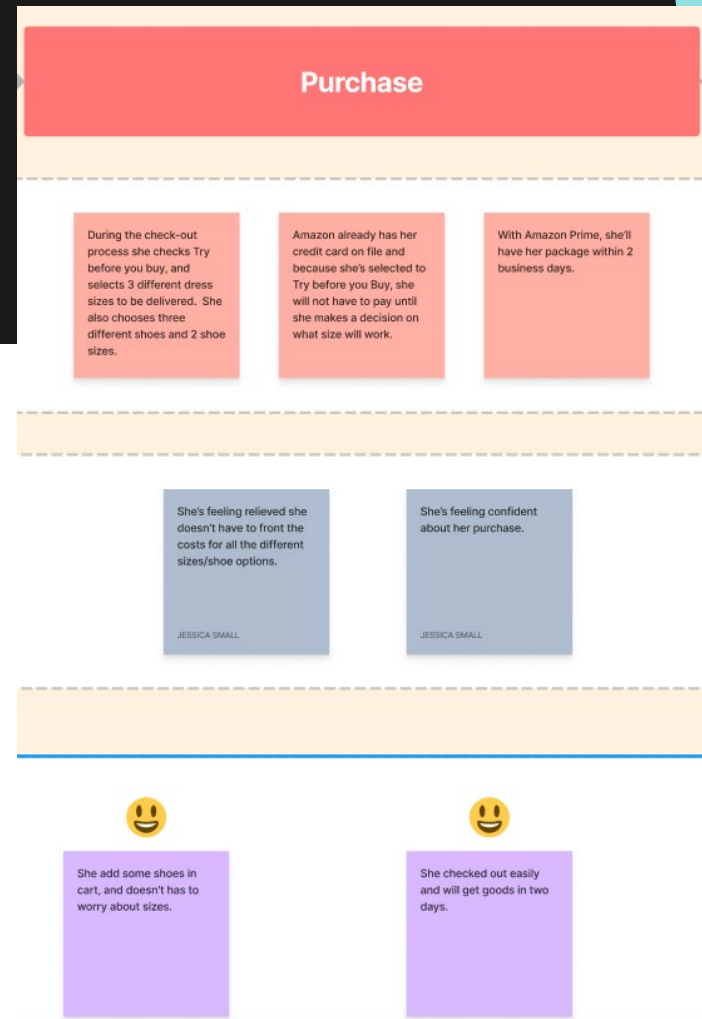 Purchase
During the check-out
process she checks Try
before you buy, and
selects 3 different dress
sizes to be delivered.  She
also chooses three
different shoes and 2 shoe
sizes.
Amazon already has her
credit card on file and
because she's selected to
Try before you Buy, she
will not have to pay until
she makes a decision on
what size will work.
With Amazon Prime, she'll
have her package within 2
business days.
She's feeling relieved she
doesn't have to front the
costs for all the different
sizes/shoe options.
JESSICA SMALL
She's feeling confident
about her purchase.
JESSICA SMALL
She add some shoes in
cart, and doesn't has to
worry about sizes.
She checked out easily
and will get goods in two
days.